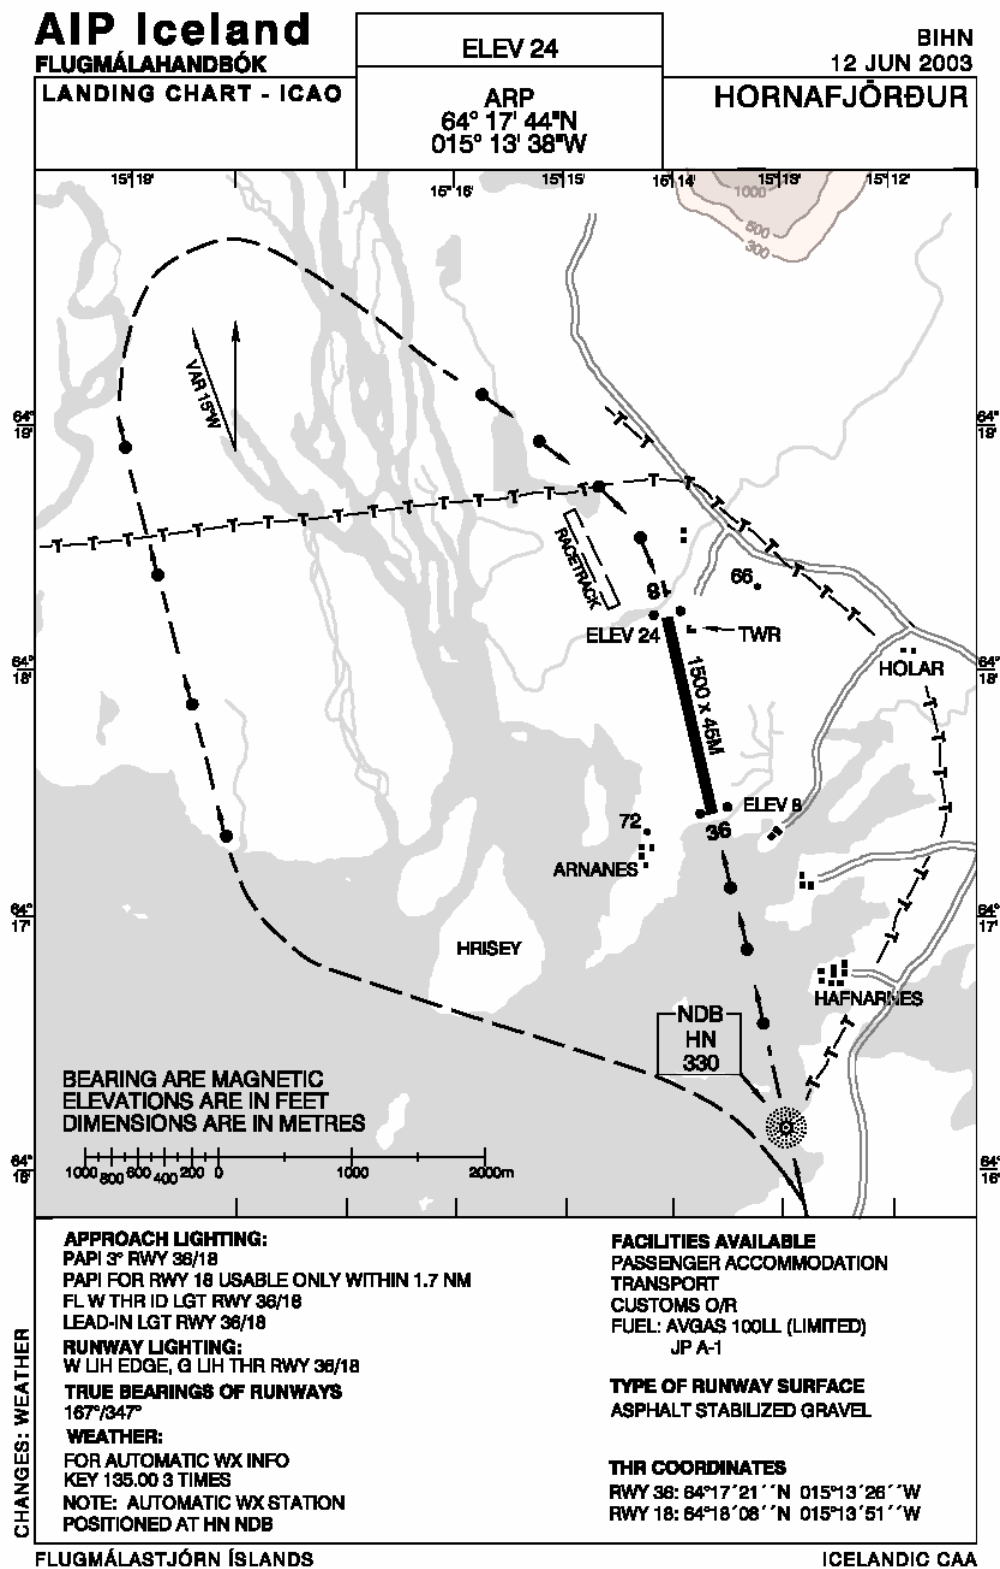 AIP Iceland
FLUGMÁLAHANDBÓK
LANDING CHART - ICAO
ELEV 24
ARP
64° 17' 44"N
015° 13' 38"W
BIHN
12 JUN 2003
HORNAFJÖRÐUR
15° 19'
15° 16'
15° 15'
15° 14'
15° 13'
15° 12'
1000
500
300
VAR 15°W
64°
19'
64°
19'
RACETRACK
18
66
ELEV 24
TWR
64°
18'
64°
18'
HOLAR
1500 x 45M
ELEV 8
36
72
ARNANES
64°
17'
64°
17'
HRISEY
HAFNARNES
NDB
HN
330
BEARING ARE MAGNETIC
ELEVATIONS ARE IN FEET
DIMENSIONS ARE IN METRES
64°
16'
64°
16'
1000 800 600 400 200 0 1000 2000m
APPROACH LIGHTING:
PAPI 3° RWY 36/18
PAPI FOR RWY 18 USABLE ONLY WITHIN 1.7 NM
FL W THR ID LGT RWY 36/18
LEAD-IN LGT RWY 36/18
RUNWAY LIGHTING:
W LIH EDGE, G LIH THR RWY 36/18
TRUE BEARINGS OF RUNWAYS
167°/347°
WEATHER:
FOR AUTOMATIC WX INFO
KEY 135.00 3 TIMES
NOTE: AUTOMATIC WX STATION
POSITIONED AT HN NDB
FACILITIES AVAILABLE
PASSENGER ACCOMMODATION
TRANSPORT
CUSTOMS O/R
FUEL: AVGAS 100LL (LIMITED)
JP A-1
TYPE OF RUNWAY SURFACE
ASPHALT STABILIZED GRAVEL
THR COORDINATES
RWY 36: 64°17´21´´N 015°13´26´´W
RWY 18: 64°18´08´´N 015°13´51´´W
CHANGES: WEATHER
FLUGMÁLASTJÓRN ÍSLANDS
ICELANDIC CAA